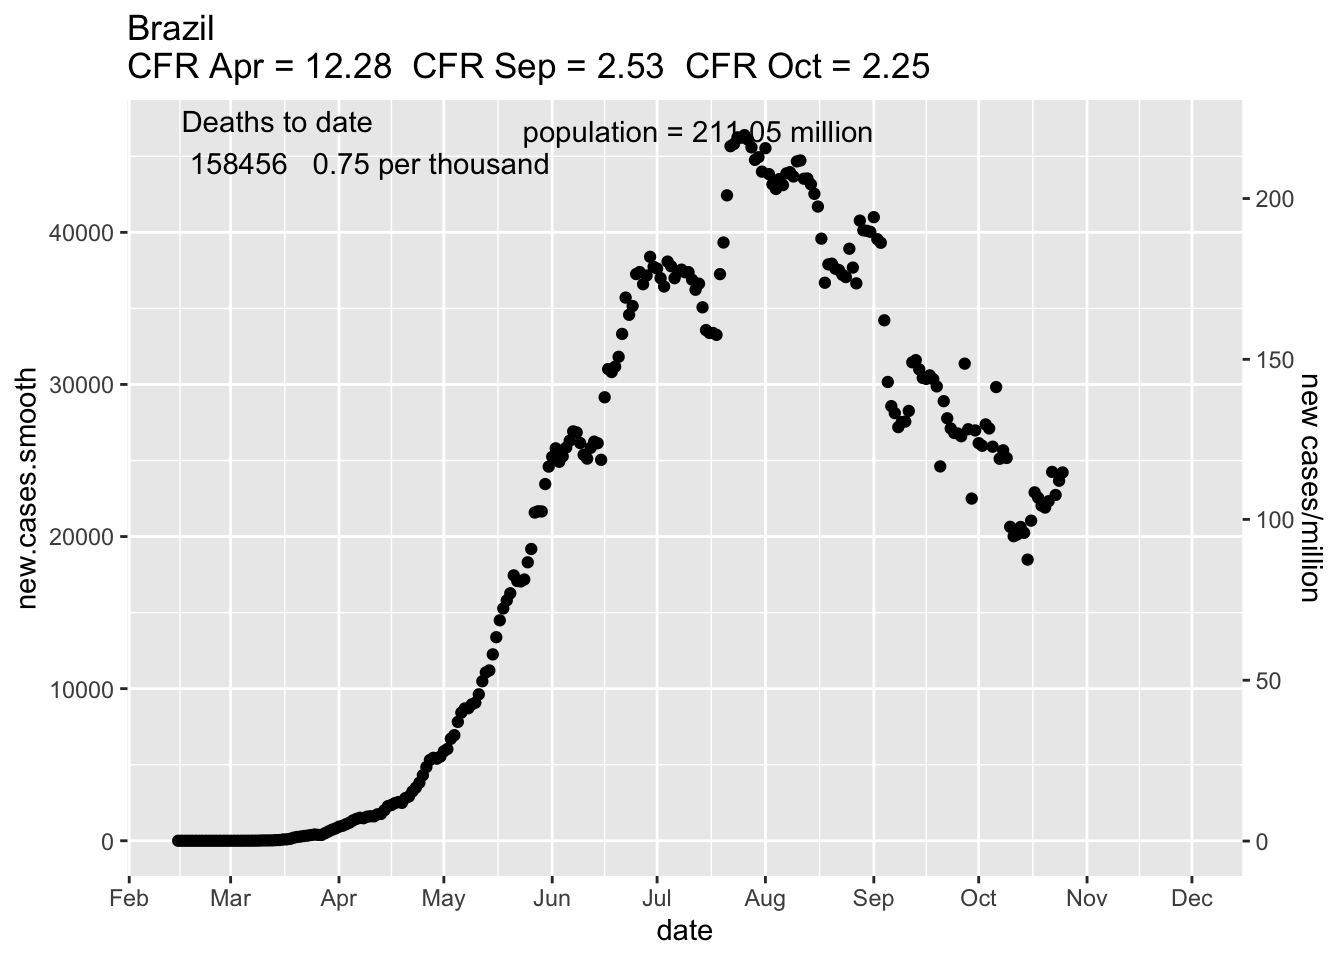 Brazil
CFR Apr = 12.28  CFR Sep = 2.53  CFR Oct = 2.25
Deaths to date
158456   0.75 per thousand
population = 211.05 million
new.cases.smooth
40000
30000
20000
10000
0
new cases/million
200
150
100
50
0
Feb Mar Apr May Jun Jul Aug Sep Oct Nov Dec
date